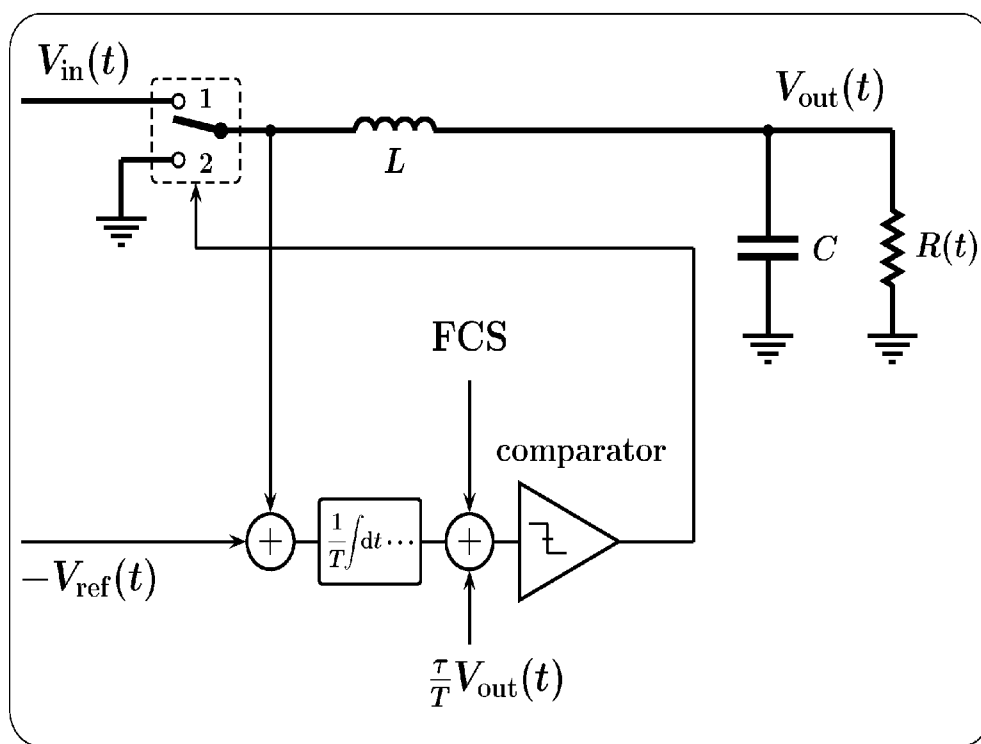 V_in(t)
1
2
L
V_out(t)
C
R(t)
FCS
comparator
+
1/T ∫dt ···
+
−V_ref(t)
τ/T V_out(t)